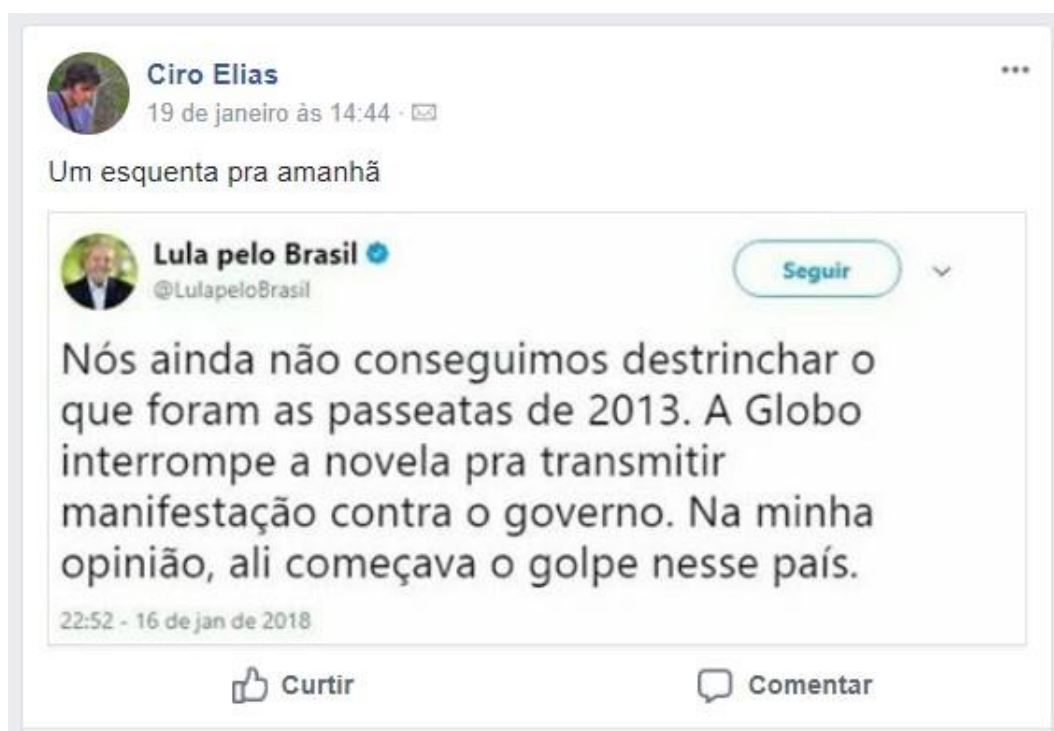 Ciro Elias
19 de janeiro às 14:44 ·
Um esquenta pra amanhã
Lula pelo Brasil
@LulapeloBrasil
Seguir
Nós ainda não conseguimos destrinchar o
que foram as passeatas de 2013. A Globo
interrompe a novela pra transmitir
manifestação contra o governo. Na minha
opinião, ali começava o golpe nesse país.
22:52 - 16 de jan de 2018
Curtir
Comentar